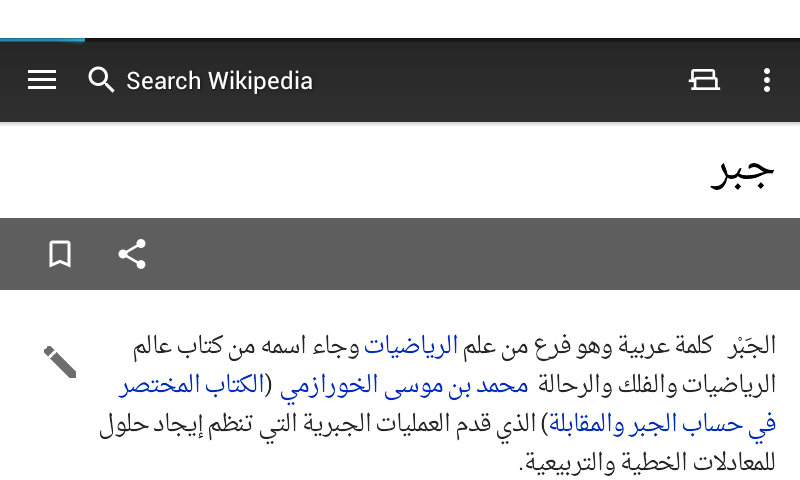 Search Wikipedia
جبر
الجَبْر كلمة عربية وهو فرع من علم الرياضيات وجاء اسمه من كتاب عالم
الرياضيات والفلك والرحالة محمد بن موسى الخورازمي (الكتاب المختصر
في حساب الجبر والمقابلة) الذي قدم العمليات الجبرية التي تنظم إيجاد حلول
للمعادلات الخطية والتربيعية.